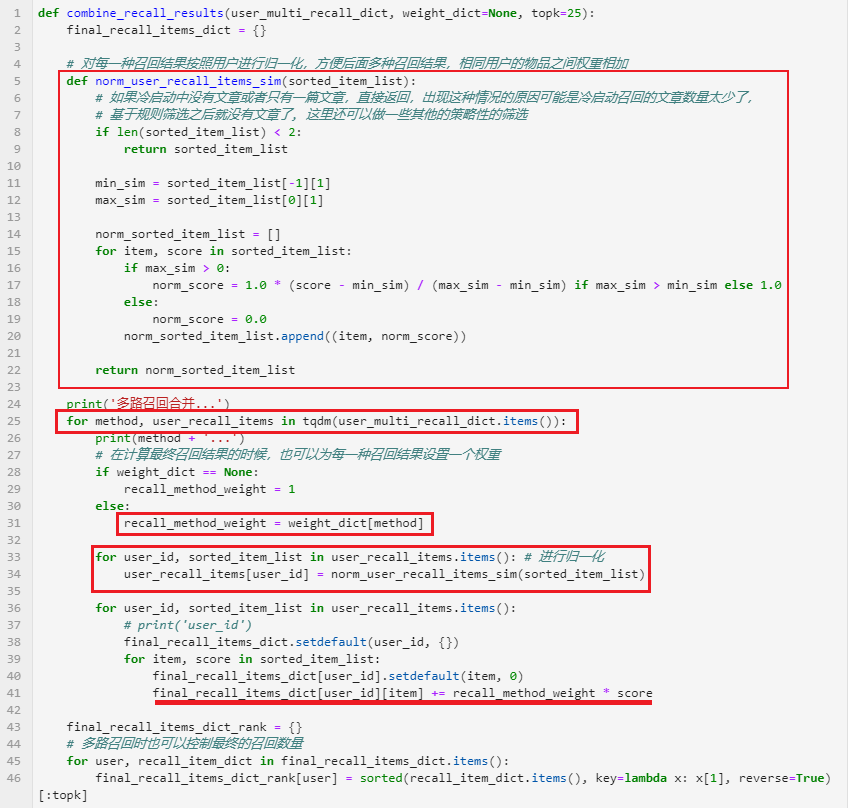 1 def combine_recall_results(user_multi_recall_dict, weight_dict=None, topk=25):
2     final_recall_items_dict = {}
3
4     # 对每一种召回结果按照用户进行归一化，方便后面多种召回结果，相同用户的物品之间权重相加
5     def norm_user_recall_items_sim(sorted_item_list):
6         # 如果冷启动中没有文章或者只有一篇文章，直接返回，出现这种情况的原因可能是冷启动召回的文章数量太少了，
7         # 基于规则筛选之后就没有文章了, 这里还可以做一些其他的策略性的筛选
8         if len(sorted_item_list) < 2:
9             return sorted_item_list
10
11         min_sim = sorted_item_list[-1][1]
12         max_sim = sorted_item_list[0][1]
13
14         norm_sorted_item_list = []
15         for item, score in sorted_item_list:
16             if max_sim > 0:
17                 norm_score = 1.0 * (score - min_sim) / (max_sim - min_sim) if max_sim > min_sim else 1.0
18             else:
19                 norm_score = 0.0
20             norm_sorted_item_list.append((item, norm_score))
21
22         return norm_sorted_item_list
23
24     print('多路召回合并...')
25     for method, user_recall_items in tqdm(user_multi_recall_dict.items()):
26         print(method + '...')
27         # 在计算最终召回结果的时候，也可以为每一种召回结果设置一个权重
28         if weight_dict == None:
29             recall_method_weight = 1
30         else:
31             recall_method_weight = weight_dict[method]
32
33         for user_id, sorted_item_list in user_recall_items.items(): # 进行归一化
34             user_recall_items[user_id] = norm_user_recall_items_sim(sorted_item_list)
35
36         for user_id, sorted_item_list in user_recall_items.items():
37             # print('user_id')
38             final_recall_items_dict.setdefault(user_id, {})
39             for item, score in sorted_item_list:
40                 final_recall_items_dict[user_id].setdefault(item, 0)
41                 final_recall_items_dict[user_id][item] += recall_method_weight * score
42
43     final_recall_items_dict_rank = {}
44     # 多路召回时也可以控制最终的召回数量
45     for user, recall_item_dict in final_recall_items_dict.items():
46         final_recall_items_dict_rank[user] = sorted(recall_item_dict.items(), key=lambda x: x[1], reverse=True)
[:topk]